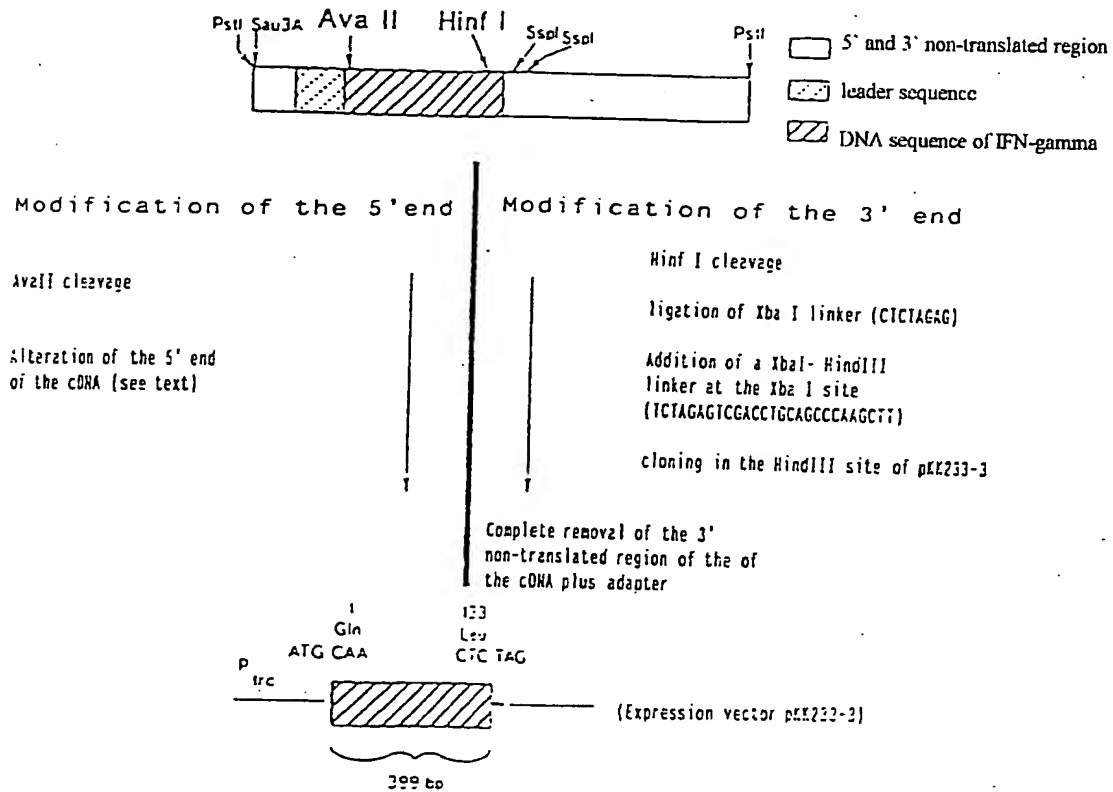 PstI Sau3A Ava II Hinf I SspI SspI PstI
5' and 3' non-translated region
leader sequence
DNA sequence of IFN-gamma
Modification of the 5'end
Modification of the 3' end
AvaII cleavage
Alteration of the 5' end
of the cDNA (see text)
Hinf I cleavage
ligation of Xba I linker (CTCTAGAG)
Addition of a XbaI- HindIII
linker at the Xba I site
(TCTAGAGTCGACCTGCAGCCCAAGCTT)
cloning in the HindIII site of pKK233-3
Complete removal of the 3'
non-translated region of the of
the cDNA plus adapter
1
Gln
ATG CAA
133
Leu
CTC TAG
P trc
(Expression vector pKK233-3)
399 bp